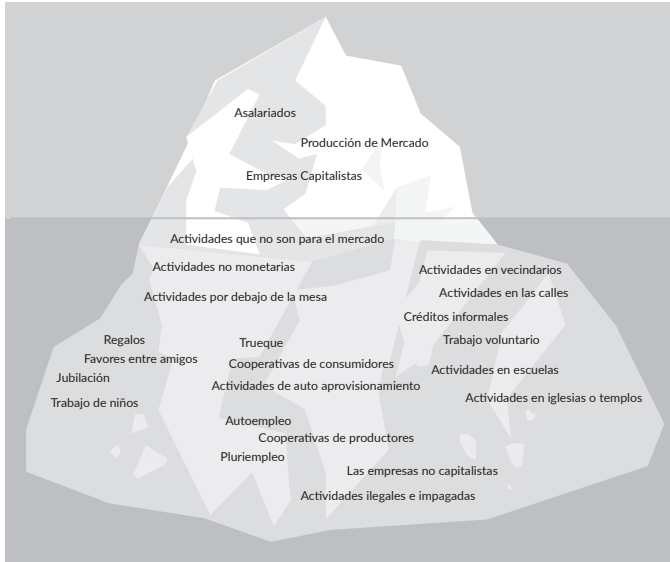 Asalariados
Producción de Mercado
Empresas Capitalistas
Actividades que no son para el mercado
Actividades no monetarias
Actividades en vecindarios
Actividades por debajo de la mesa
Actividades en las calles
Créditos informales
Regalos
Trueque
Trabajo voluntario
Favores entre amigos
Cooperativas de consumidores
Actividades en escuelas
Jubilación
Actividades de auto aprovisionamiento
Trabajo de niños
Actividades en iglesias o templos
Autoempleo
Cooperativas de productores
Pluriempleo
Las empresas no capitalistas
Actividades ilegales e impagadas